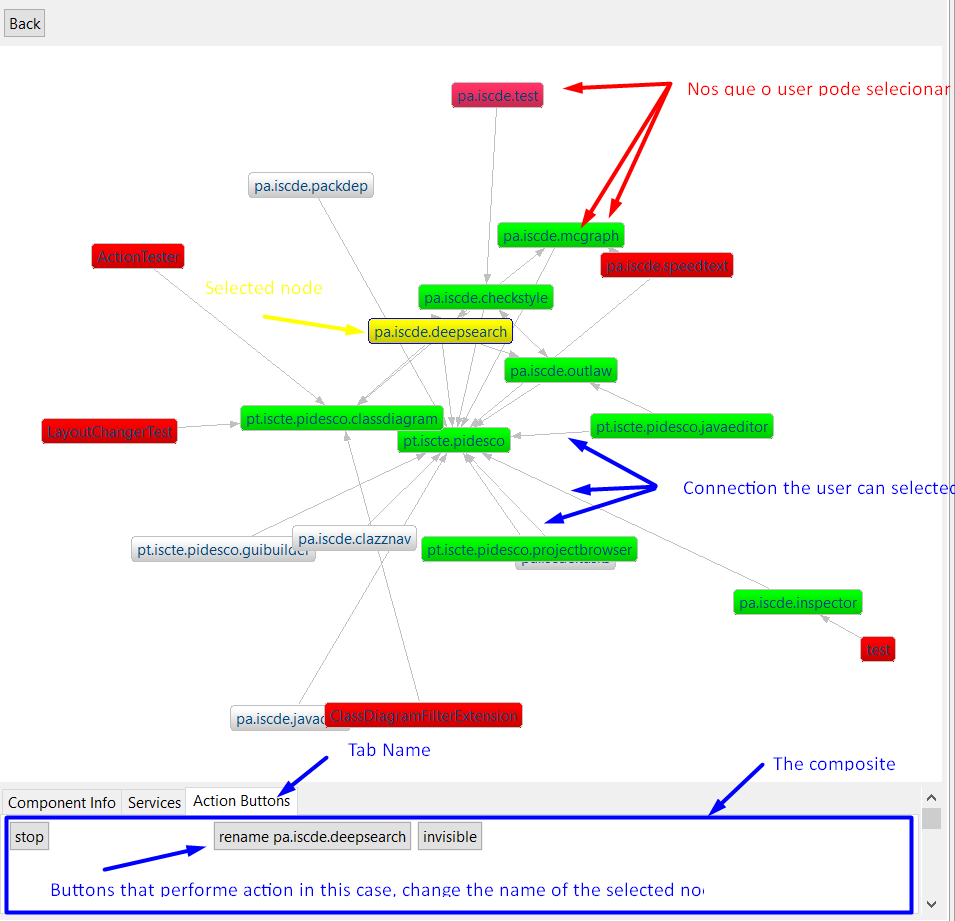 Back
pa.iscde.test
Nos que o user pode selecionar
pa.iscde.packdep
pa.iscde.mcgraph
ActionTester
pa.iscde.speedtext
Selected node
pa.iscde.checkstyle
pa.iscde.deepsearch
pa.iscde.outlaw
pt.iscte.pidesco.classdiagram
pt.iscte.pidesco.javaeditor
LayoutChangerTest
pt.iscte.pidesco
Connection the user can selected
pa.iscde.clazznav
pt.iscte.pidesco.guibuilder
pt.iscte.pidesco.projectbrowser
pa.iscde.inspector
test
pa.iscde.javac
ClassDiagramFilterExtension
Tab Name
The composite
Component Info Services Action Buttons
stop rename pa.iscde.deepsearch invisible
Buttons that performe action in this case, change the name of the selected